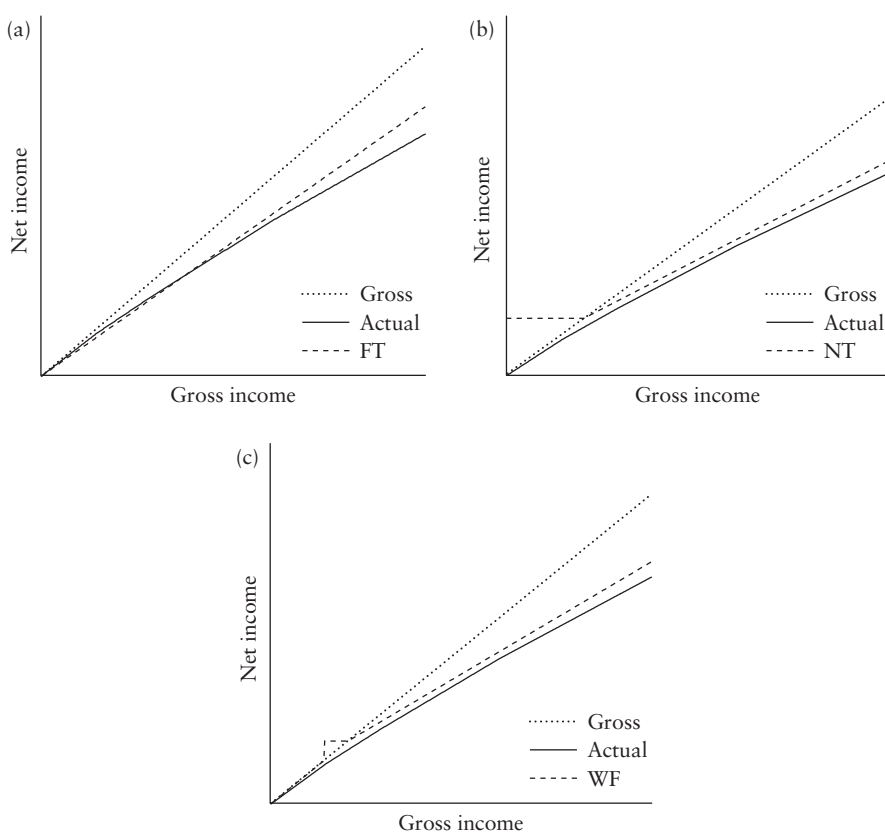 (a)
Net income
Gross
Actual
FT
Gross income
(b)
Net income
Gross
Actual
NT
Gross income
(c)
Net income
Gross
Actual
WF
Gross income